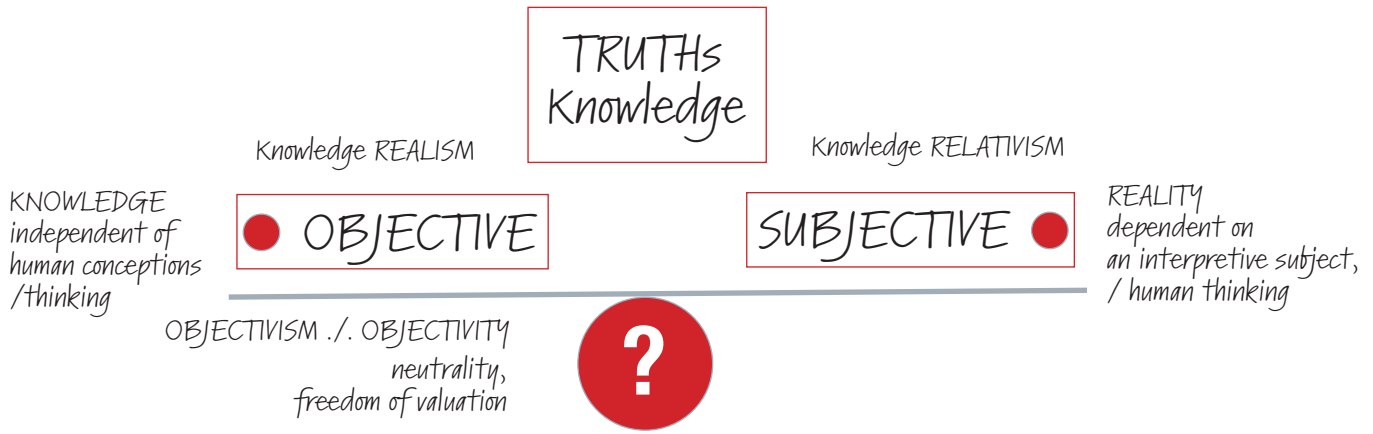 TRUTHs
Knowledge
Knowledge REALISM
Knowledge RELATIVISM
KNOWLEDGE
independent of
human conceptions
/thinking
OBJECTIVE
SUBJECTIVE
REALITY
dependent on
an interpretive subject,
/ human thinking
OBJECTIVISM ./. OBJECTIVITY
neutrality,
freedom of valuation
?